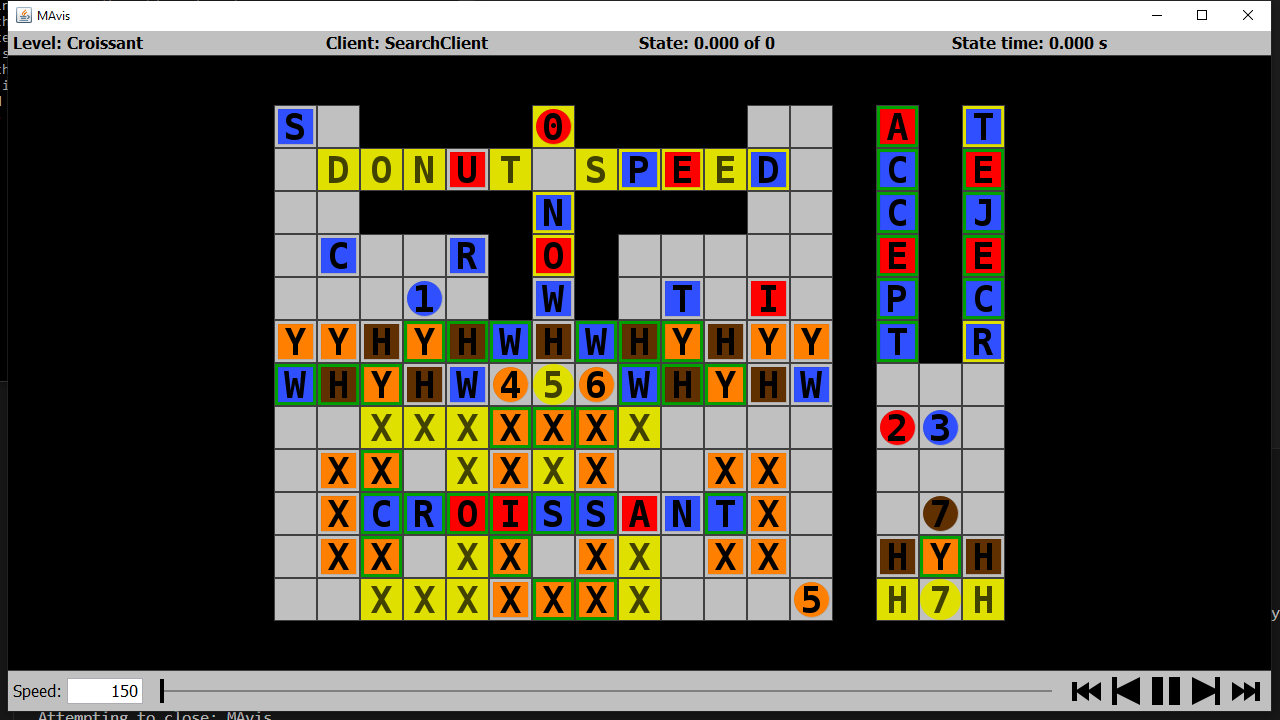 MAvis
Level: Croissant Client: SearchClient State: 0.000 of 0 State time: 0.000 s
S 0 A T
D O N U T S P E E D C E
N C J
C R O E E
1 W T I P C
Y Y H Y H W H W H Y H Y Y T R
W H Y H W 4 5 6 W H Y H W
X X X X X X X 2 3
X X X X X X X X
X C R O I S S A N T X 7
X X X X X X X X H Y H
X X X X X X X 5 H 7 H
Speed: 150
Attempting to close: MAvis